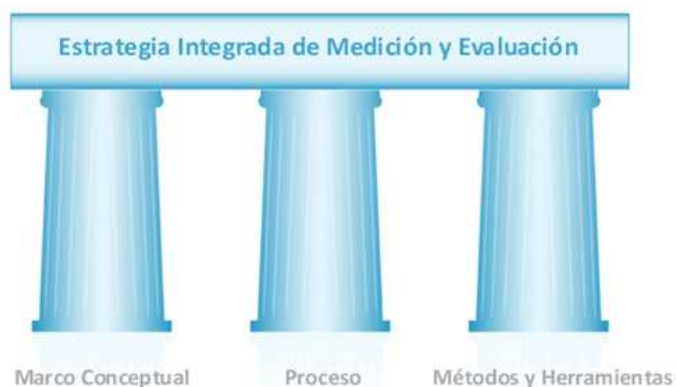 Estrategia Integrada de Medición y Evaluación
Marco Conceptual
Proceso
Métodos y Herramientas